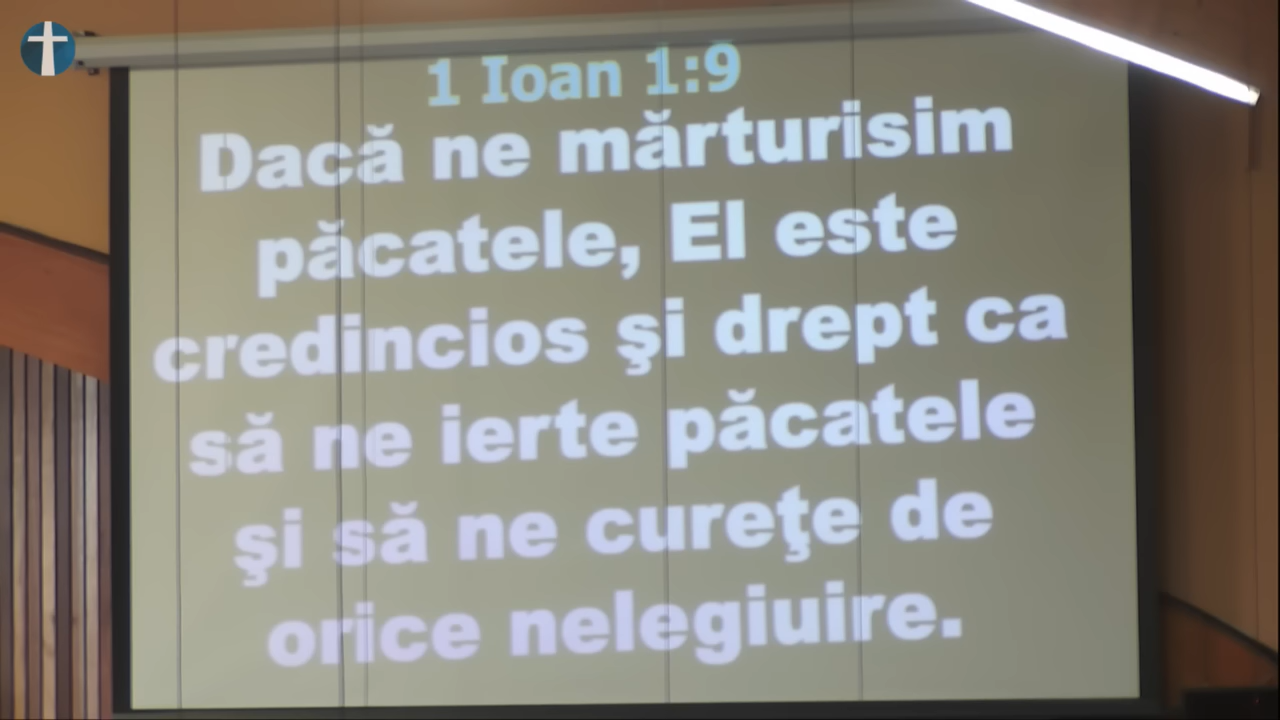 1 Ioan 1:9
Dacă ne mărturisim
păcatele, El este
credincios şi drept ca
să ne ierte păcatele
şi să ne cureţe de
orice nelegiuire.